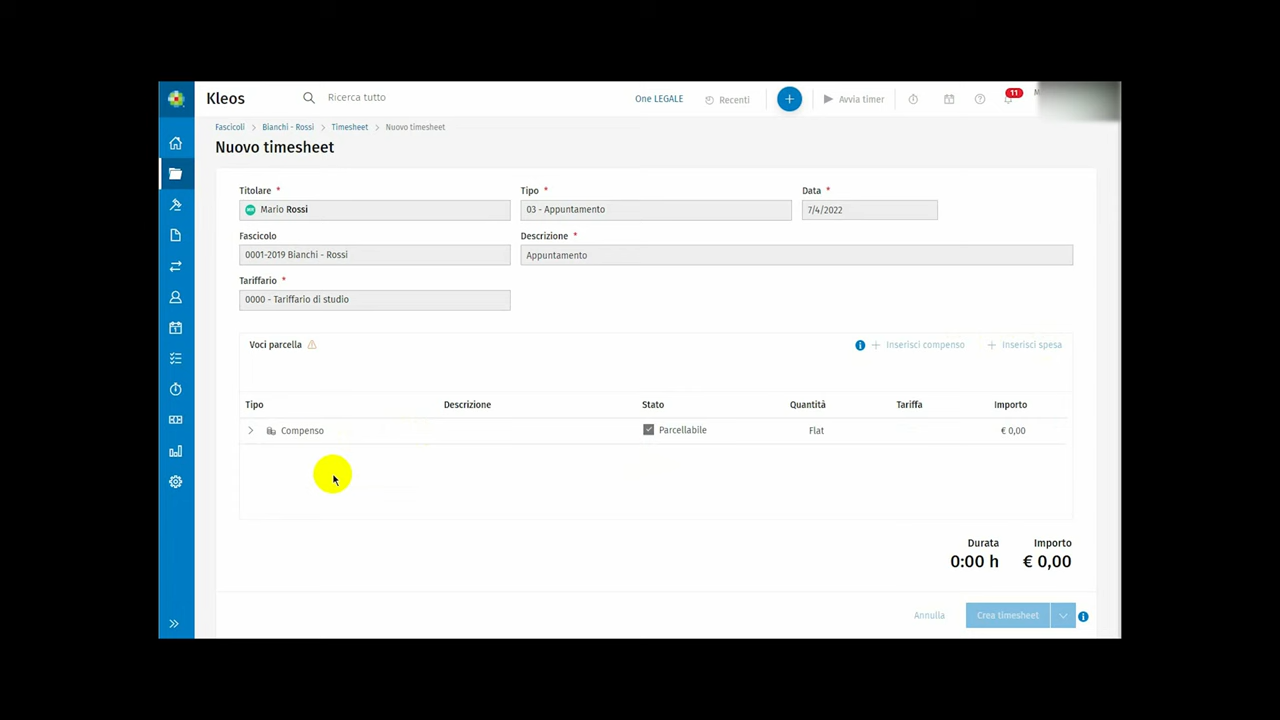 Kleos
Ricerca tutto
One LEGALE
Recenti
Avvia timer
11
Fascicoli > Bianchi - Rossi > Timesheet > Nuovo timesheet
Nuovo timesheet
Titolare * Tipo * Data *
Mario Rossi 03 - Appuntamento 7/4/2022
Fascicolo Descrizione *
0001-2019 Bianchi - Rossi Appuntamento
Tariffario *
0000 - Tariffario di studio
Voci parcella + Inserisci compenso + Inserisci spesa
Tipo Descrizione Stato Quantità Tariffa Importo
Compenso Parcellabile Flat € 0,00
Durata Importo
0:00 h € 0,00
Annulla Crea timesheet